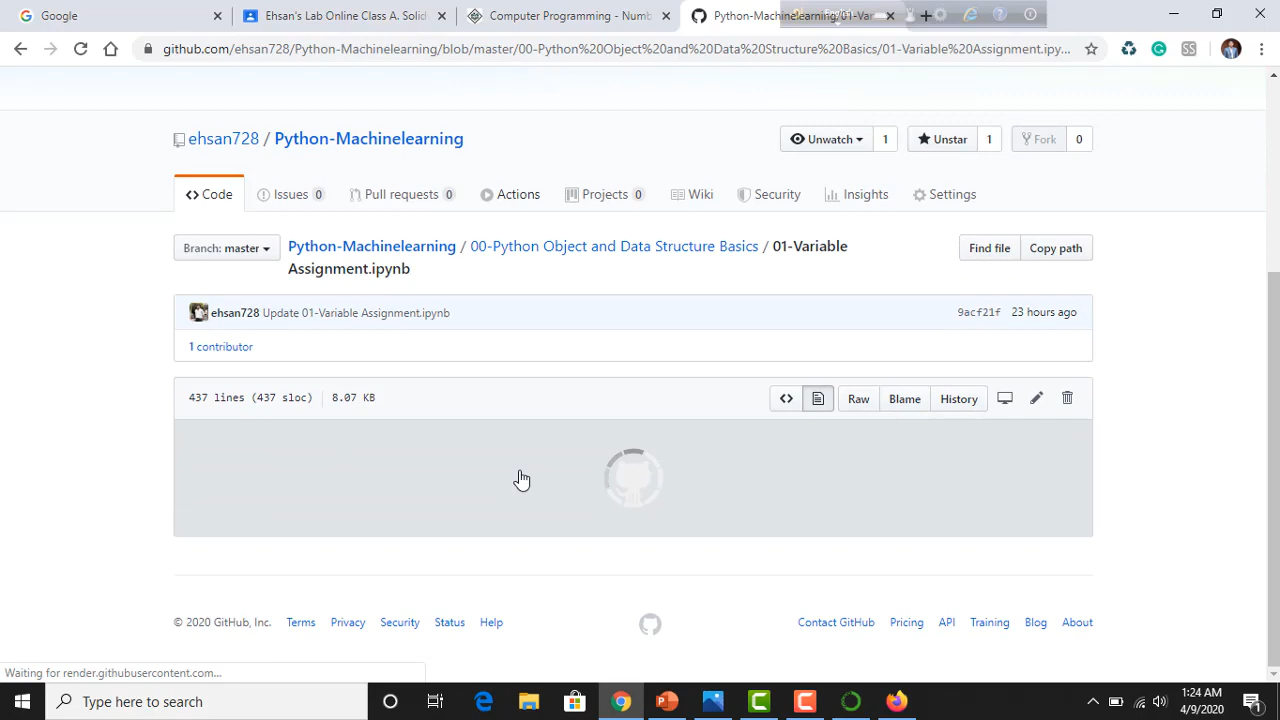 Google
Ehsan's Lab Online Class A. Solid
Computer Programming - Numb
Python-Machinelearning/01-Var
github.com/ehsan728/Python-Machinelearning/blob/master/00-Python%20Object%20and%20Data%20Structure%20Basics/01-Variable%20Assignment.ipy...
ehsan728 / Python-Machinelearning
Unwatch 1 Unstar 1 Fork 0
Code Issues 0 Pull requests 0 Actions Projects 0 Wiki Security Insights Settings
Branch: master Python-Machinelearning / 00-Python Object and Data Structure Basics / 01-Variable
Assignment.ipynb
Find file Copy path
ehsan728 Update 01-Variable Assignment.ipynb 9acf21f 23 hours ago
1 contributor
437 lines (437 sloc) 8.07 KB Raw Blame History
© 2020 GitHub, Inc. Terms Privacy Security Status Help Contact GitHub Pricing API Training Blog About
Waiting for render.githubusercontent.com...
Type here to search
1:24 AM
4/9/2020